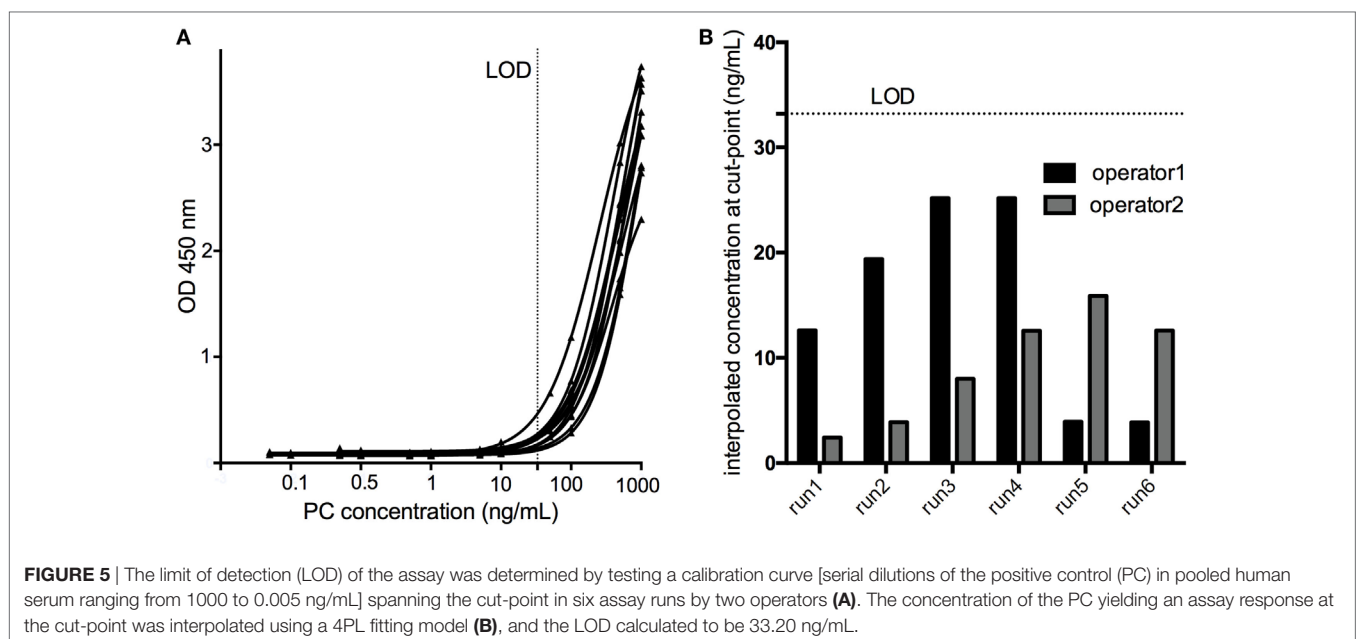 A
LOD
3
2
1
0
OD 450 nm
0.1 0.5 1 10 100 1000
PC concentration (ng/mL)
B
interpolated concentration at cut-point (ng/mL)
40
30
20
10
0
LOD
operator1
operator2
run1 run2 run3 run4 run5 run6
FIGURE 5 | The limit of detection (LOD) of the assay was determined by testing a calibration curve [serial dilutions of the positive control (PC) in pooled human
serum ranging from 1000 to 0.005 ng/mL] spanning the cut-point in six assay runs by two operators (A). The concentration of the PC yielding an assay response at
the cut-point was interpolated using a 4PL fitting model (B), and the LOD calculated to be 33.20 ng/mL.